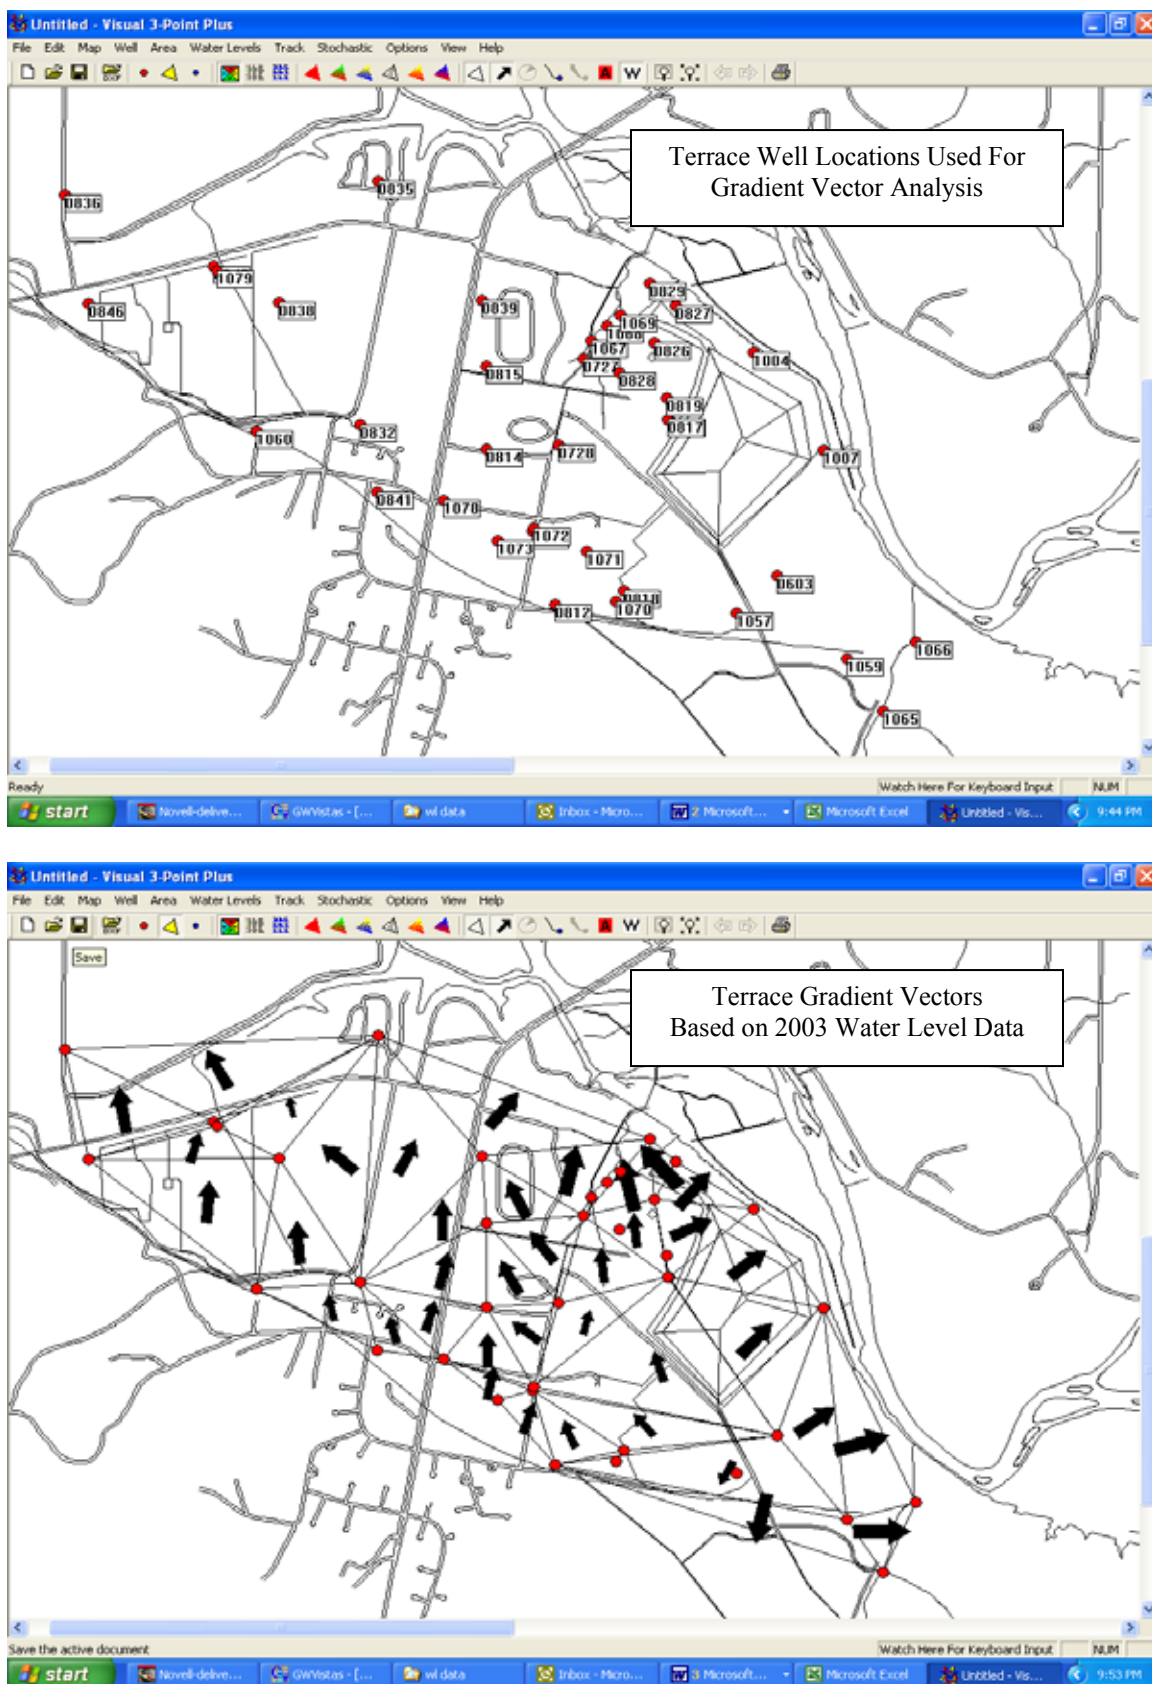 Untitled - Visual 3-Point Plus
File Edit Map Well Area Water Levels Track Stochastic Options View Help
A W
Terrace Well Locations Used For
Gradient Vector Analysis
0836
0835
1079
0846
0838
0839
0829
0827
1069
1067
0826
1004
0727
0815
0828
0819
0817
1060
0832
0814
0728
1007
0841
1078
1072
1073
1071
0603
0818
1070
0812
1057
1066
1059
1065
Ready
Watch Here For Keyboard Input NUM
start Novell-delive... GWVistas - [... wl data Inbox - Micro... 2 Microsoft... Microsoft Excel Untitled - Vis... 9:44 PM
Untitled - Visual 3-Point Plus
File Edit Map Well Area Water Levels Track Stochastic Options View Help
A W
Save
Terrace Gradient Vectors
Based on 2003 Water Level Data
Save the active document
Watch Here For Keyboard Input NUM
start Novell-delive... GWVistas - [... wl data Inbox - Micro... 3 Microsoft... Microsoft Excel Untitled - Vis... 9:53 PM